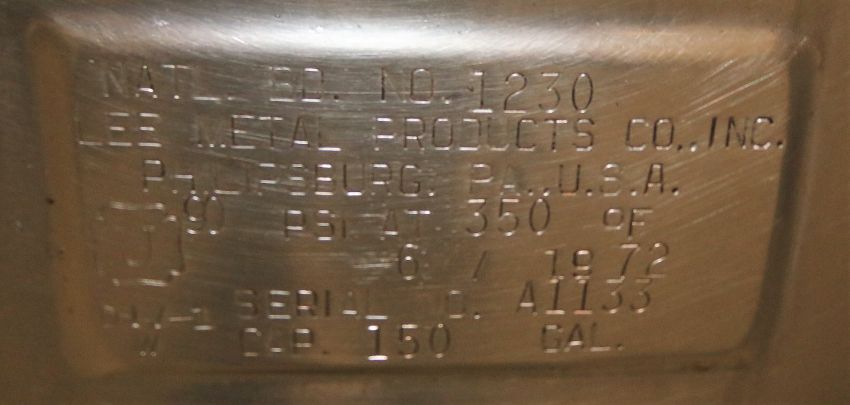 NAT'L. BD. NO. 1230
LEE METAL PRODUCTS CO., INC.
PHILIPSBURG, PA., U.S.A.
90 PSI AT 350 °F
J 6 / 1972
SERIAL NO. A1133
W CAP. 150 GAL.